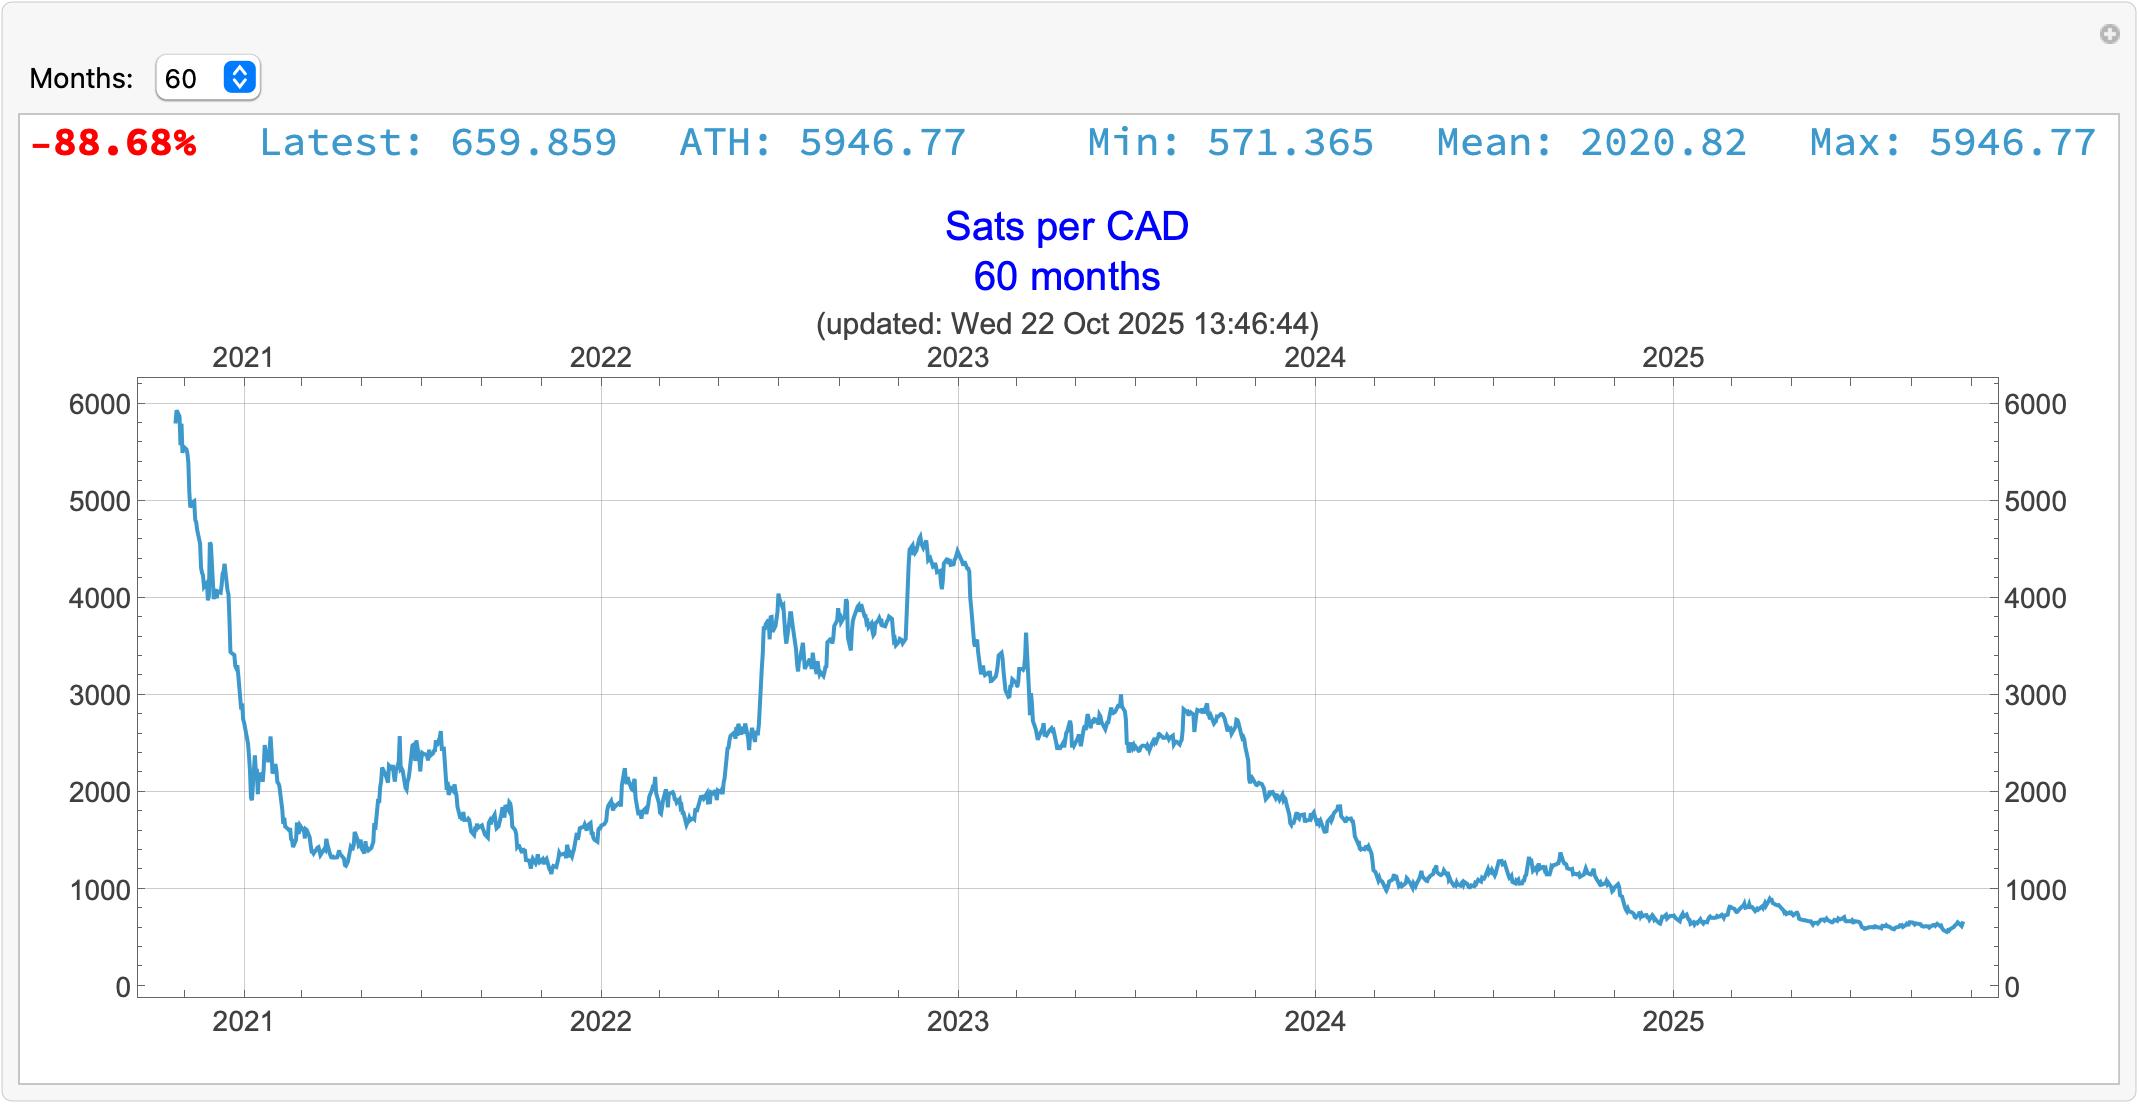 Months: 60
-88.68% Latest: 659.859 ATH: 5946.77 Min: 571.365 Mean: 2020.82 Max: 5946.77
Sats per CAD
60 months
(updated: Wed 22 Oct 2025 13:46:44)
2021 2022 2023 2024 2025
6000 6000
5000 5000
4000 4000
3000 3000
2000 2000
1000 1000
0 0
2021 2022 2023 2024 2025